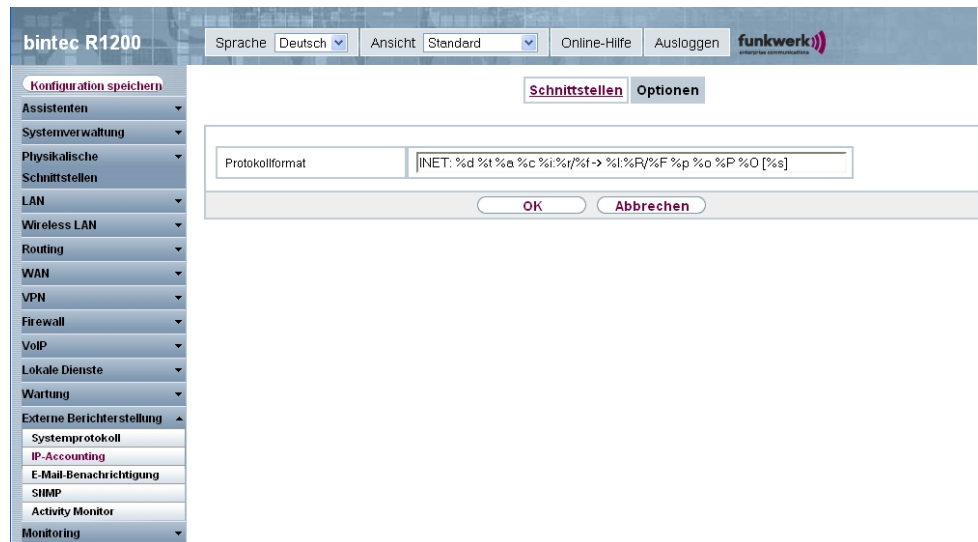 bintec R1200
Sprache Deutsch Ansicht Standard Online-Hilfe Ausloggen funkwerk
enterprise communications
Konfiguration speichern
Assistenten
Systemverwaltung
Physikalische
Schnittstellen
LAN
Wireless LAN
Routing
WAN
VPN
Firewall
VoIP
Lokale Dienste
Wartung
Externe Berichterstellung
Systemprotokoll
IP-Accounting
E-Mail-Benachrichtigung
SNMP
Activity Monitor
Monitoring
Schnittstellen Optionen
Protokollformat INET: %d %t %a %c %i:%r/%f -> %I:%R/%F %p %o %P %O [%s]
OK Abbrechen